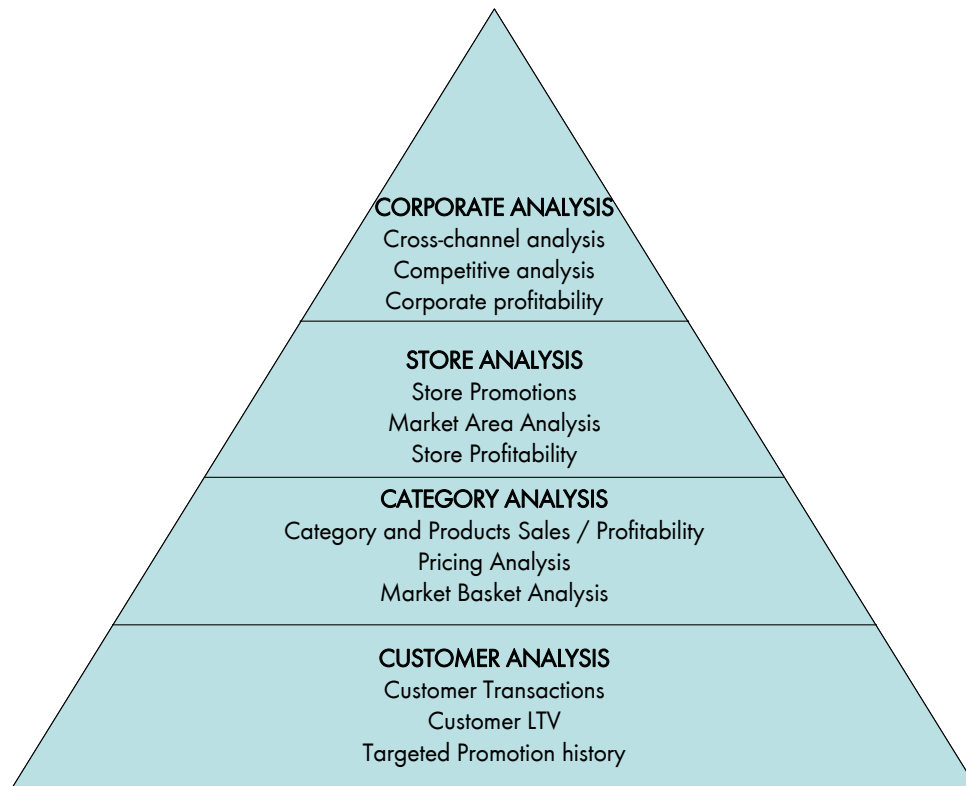 CORPORATE ANALYSIS
Cross-channel analysis
Competitive analysis
Corporate profitability
STORE ANALYSIS
Store Promotions
Market Area Analysis
Store Profitability
CATEGORY ANALYSIS
Category and Products Sales / Profitability
Pricing Analysis
Market Basket Analysis
CUSTOMER ANALYSIS
Customer Transactions
Customer LTV
Targeted Promotion history